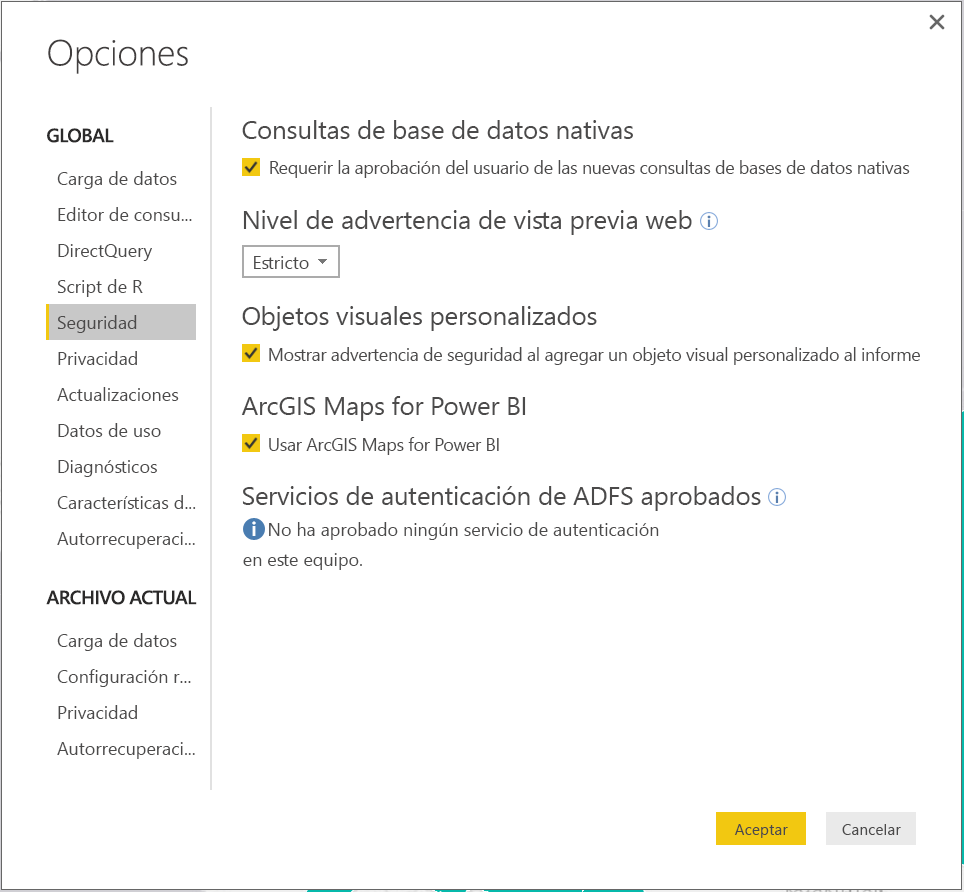 Opciones
GLOBAL
Carga de datos
Editor de consu...
DirectQuery
Script de R
Seguridad
Privacidad
Actualizaciones
Datos de uso
Diagnósticos
Características d...
Autorrecuperaci...
ARCHIVO ACTUAL
Carga de datos
Configuración r...
Privacidad
Autorrecuperaci...
Consultas de base de datos nativas
Requerir la aprobación del usuario de las nuevas consultas de bases de datos nativas
Nivel de advertencia de vista previa web
Estricto
Objetos visuales personalizados
Mostrar advertencia de seguridad al agregar un objeto visual personalizado al informe
ArcGIS Maps for Power BI
Usar ArcGIS Maps for Power BI
Servicios de autenticación de ADFS aprobados
No ha aprobado ningún servicio de autenticación
en este equipo.
Aceptar
Cancelar